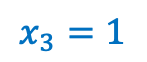 x₃ = 1